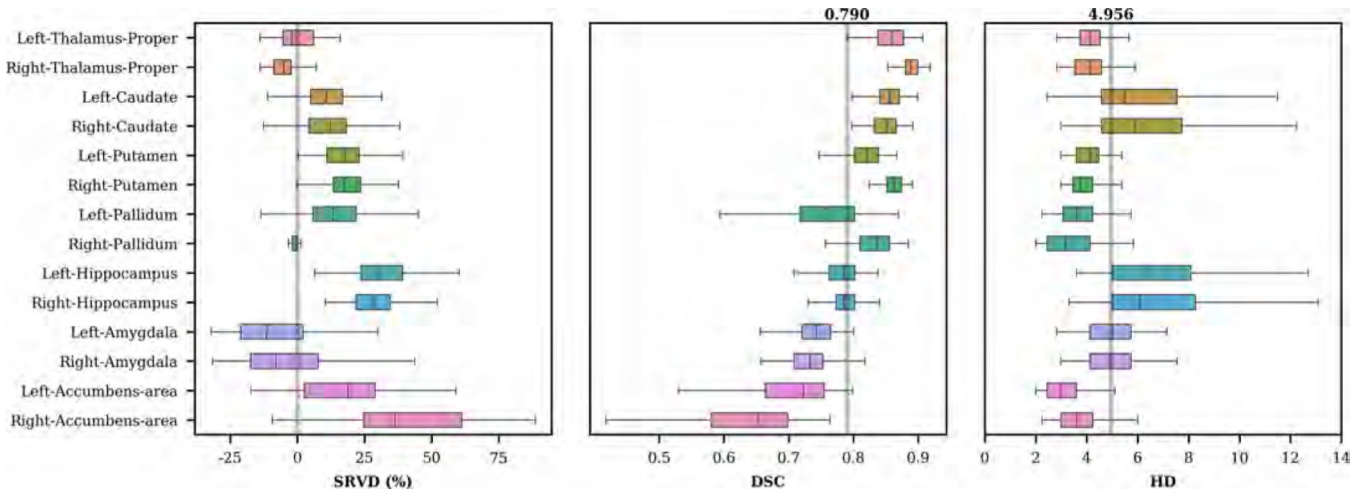 0.790 4.956
Left-Thalamus-Proper
Right-Thalamus-Proper
Left-Caudate
Right-Caudate
Left-Putamen
Right-Putamen
Left-Pallidum
Right-Pallidum
Left-Hippocampus
Right-Hippocampus
Left-Amygdala
Right-Amygdala
Left-Accumbens-area
Right-Accumbens-area
-25 0 25 50 75
SRVD (%)
0.5 0.6 0.7 0.8 0.9
DSC
0 2 4 6 8 10 12 14
HD